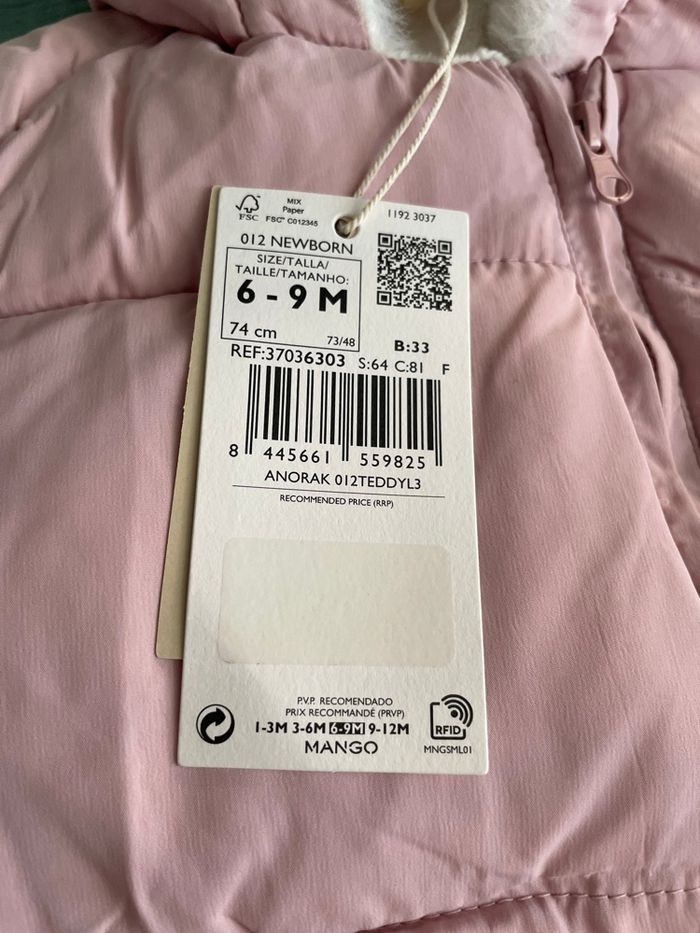 FSC
MIX
Paper
FSC™ C012345
1192 3037
012 NEWBORN
SIZE/TALLA/
TAILLE/TAMANHO:
6 - 9 M
74 cm 73/48
B:33
REF:37036303 S:64 C:81 F
8 445661 559825
ANORAK 012TEDDYL3
RECOMMENDED PRICE (RRP)
P.V.P. RECOMENDADO
PRIX RECOMMANDÉ (PRVP)
1-3M 3-6M 6-9M 9-12M
MANGO
RFID
MNGSML01